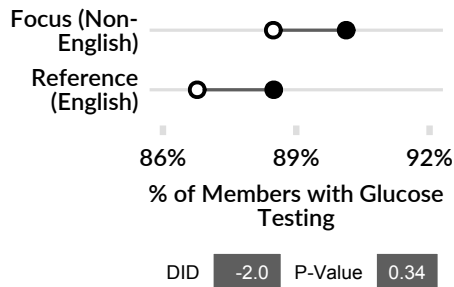 Focus (Non-
English)
Reference
(English)
86%
89%
92%
% of Members with Glucose
Testing
DID -2.0 P-Value 0.34